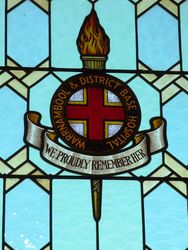 WARRNAMBOOL & DISTRICT BASE HOSPITAL
WE PROUDLY REMEMBER HER